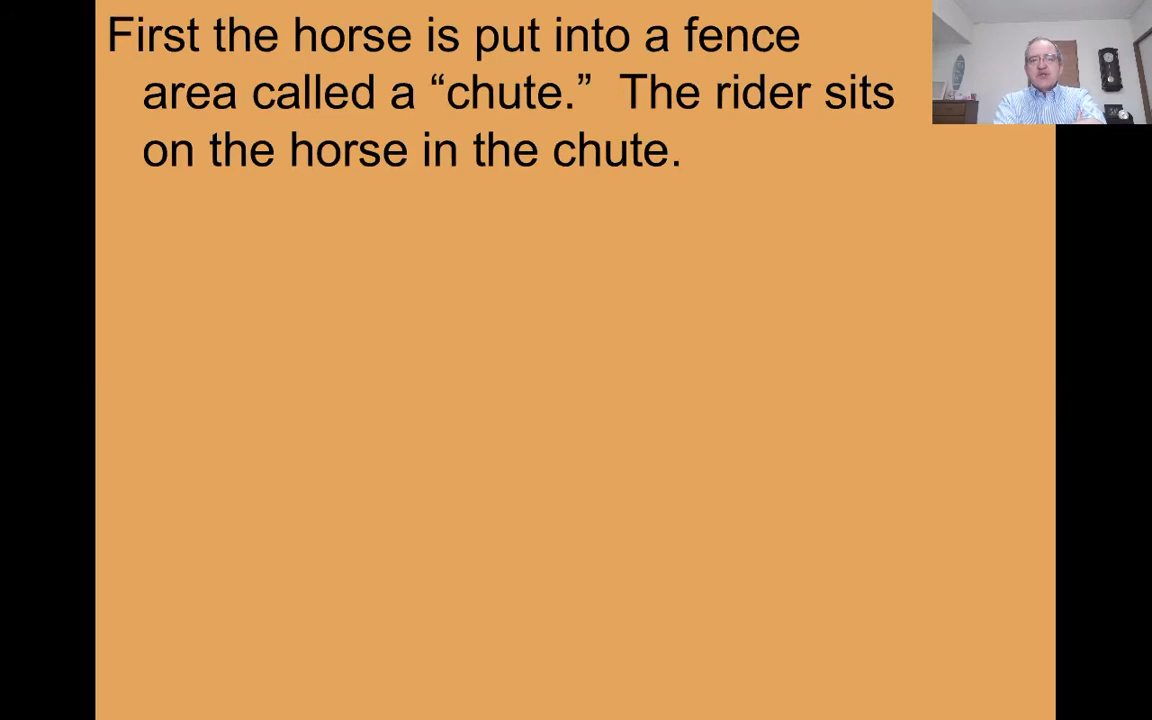 First the horse is put into a fence
area called a “chute.”  The rider sits
on the horse in the chute.